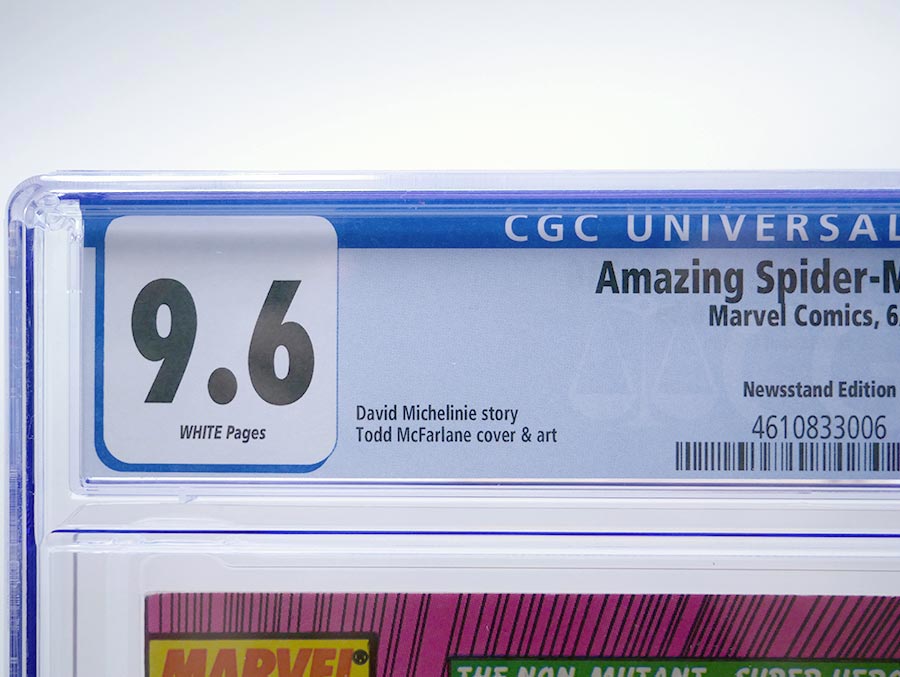 CGC UNIVERSAL
9.6
WHITE Pages
Amazing Spider-M
Marvel Comics, 6
David Michelinie story
Todd McFarlane cover & art
Newsstand Edition
4610833006
MARVEL®
THE NON-MUTANT SUPER HERO